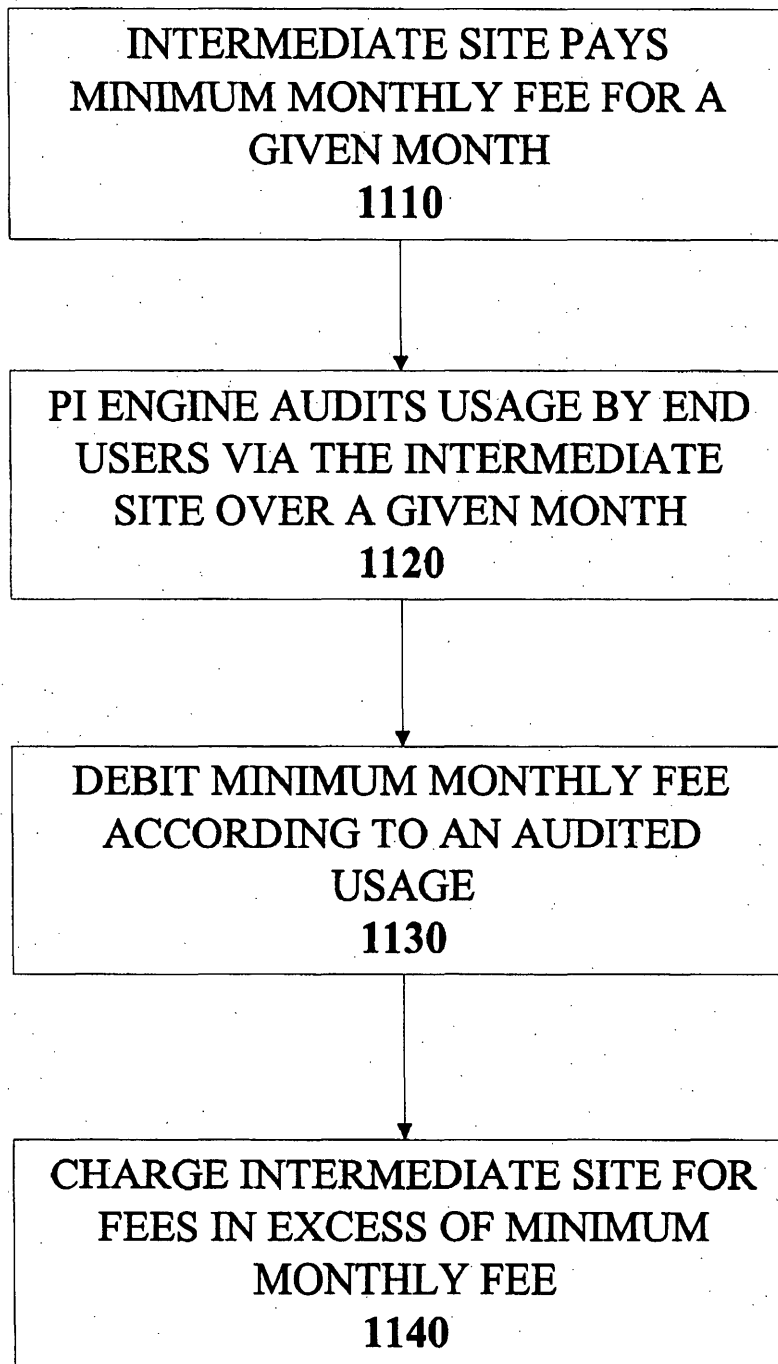 INTERMEDIATE SITE PAYS
MINIMUM MONTHLY FEE FOR A
GIVEN MONTH
1110
PI ENGINE AUDITS USAGE BY END
USERS VIA THE INTERMEDIATE
SITE OVER A GIVEN MONTH
1120
DEBIT MINIMUM MONTHLY FEE
ACCORDING TO AN AUDITED
USAGE
1130
CHARGE INTERMEDIATE SITE FOR
FEES IN EXCESS OF MINIMUM
MONTHLY FEE
1140